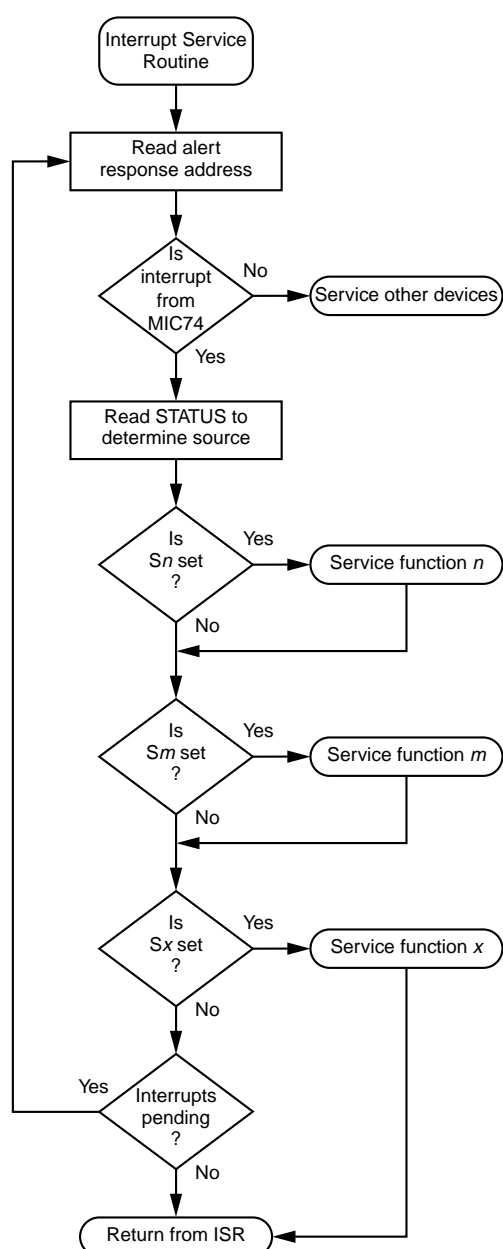 Interrupt Service
Routine
Read alert
response address
Is
interrupt
from
MIC74
No
Service other devices
Yes
Read STATUS to
determine source
Is
Sn set
?
Yes
Service function n
No
Is
Sm set
?
Yes
Service function m
No
Is
Sx set
?
Yes
Service function x
No
Yes
Interrupts
pending
?
No
Return from ISR